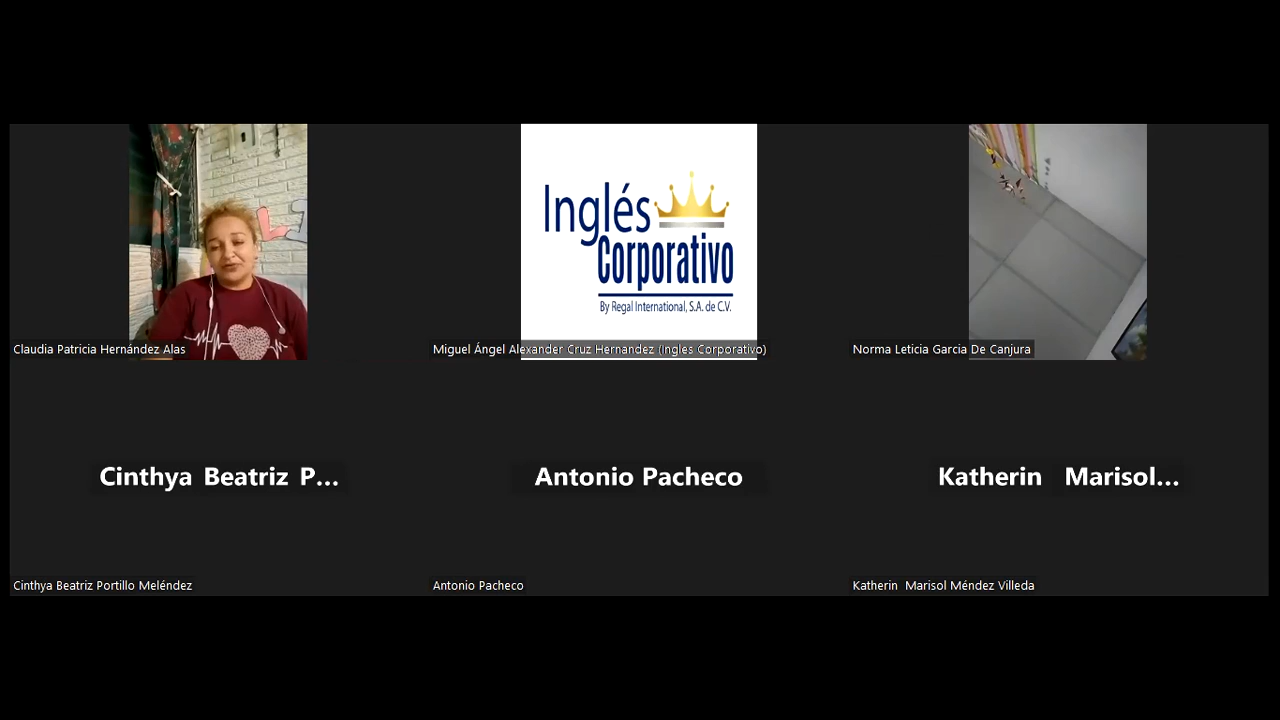 Inglés
Corporativo
By Regal International, S.A. de C.V.
Claudia Patricia Hernández Alas
Miguel Ángel Alexander Cruz Hernandez (Ingles Corporativo)
Norma Leticia Garcia De Canjura
Cinthya Beatriz P...
Antonio Pacheco
Katherin Marisol...
Cinthya Beatriz Portillo Meléndez
Antonio Pacheco
Katherin Marisol Méndez Villeda